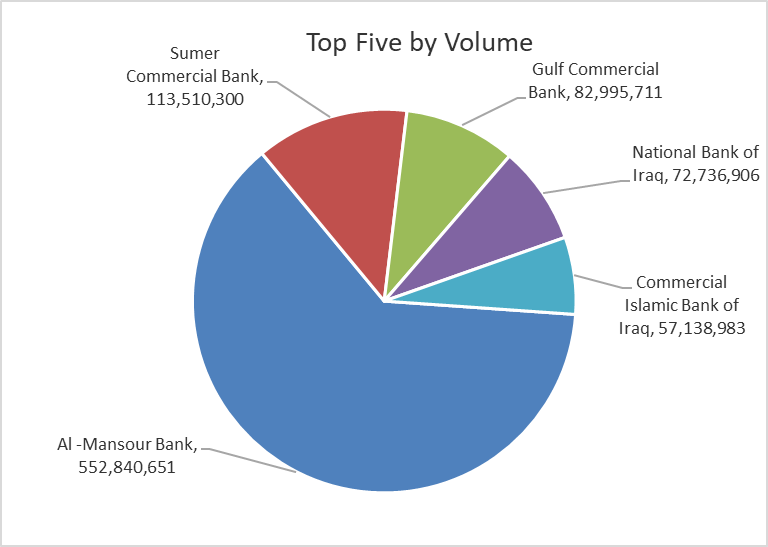 Top Five by Volume
Sumer
Commercial Bank,
113,510,300
Gulf Commercial
Bank, 82,995,711
National Bank of
Iraq, 72,736,906
Commercial
Islamic Bank of
Iraq, 57,138,983
Al -Mansour Bank,
552,840,651